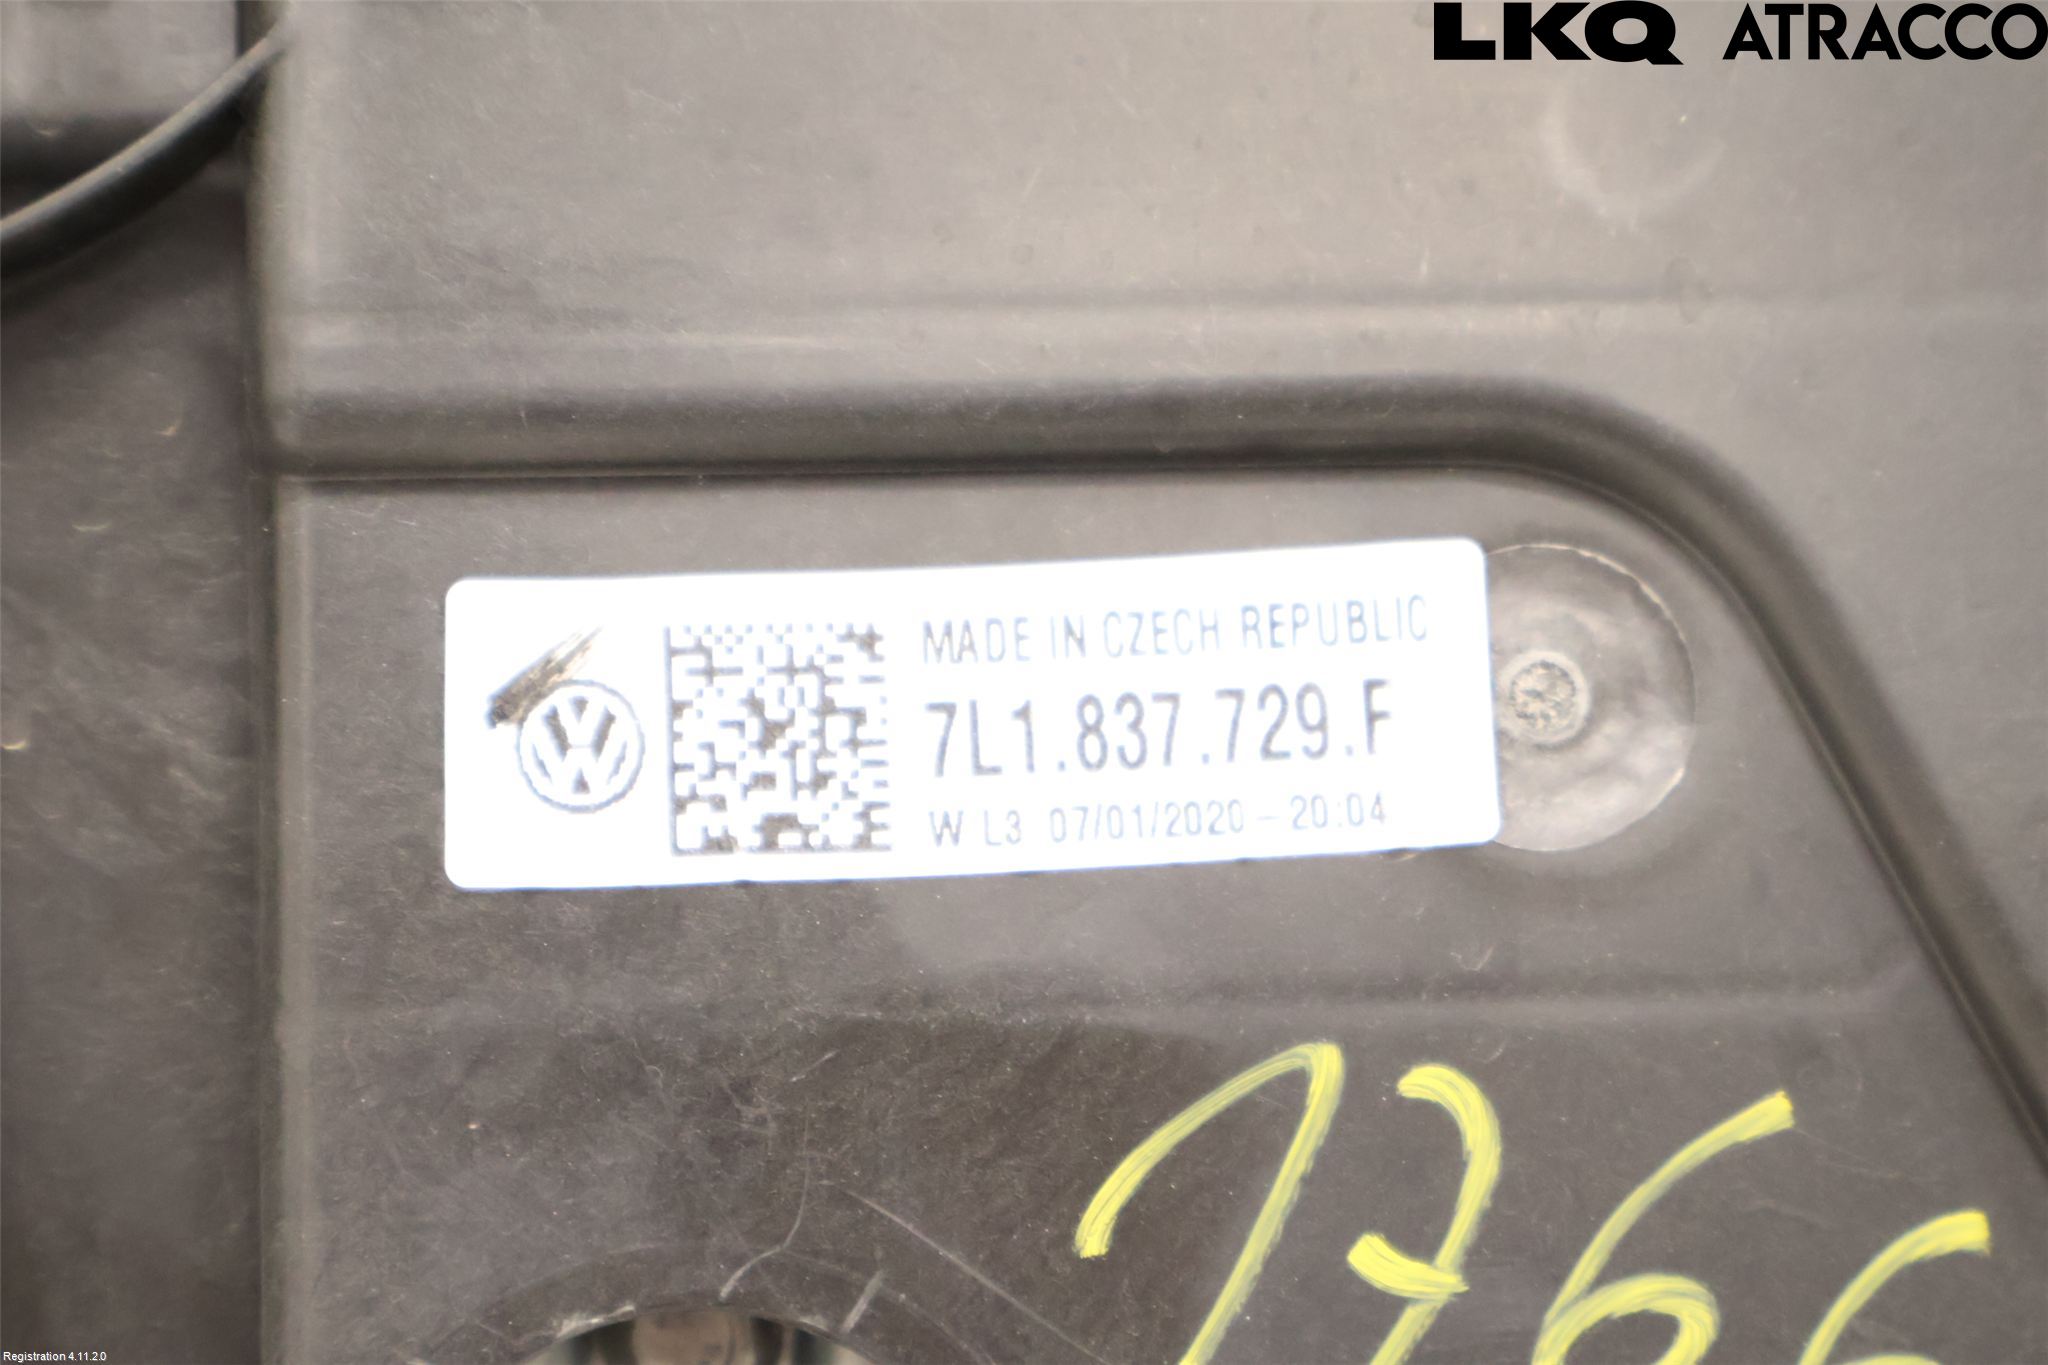 LKQ ATRACCO
MADE IN CZECH REPUBLIC
7L1.837.729.F
W L3 07/01/2020 - 20:04
1766
Registration 4.11.2.0